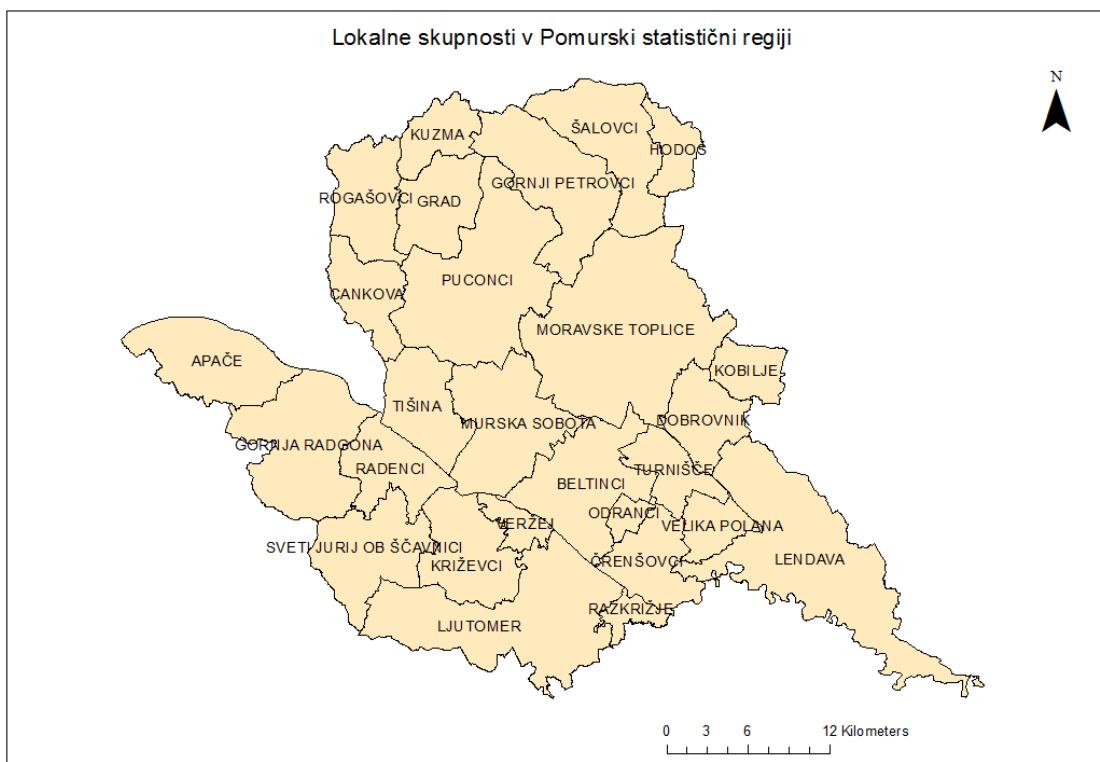 Lokalne skupnosti v Pomurski statistični regiji
N
ŠALOVCI
KUZMA
HODOŠ
GORNJI PETROVCI
ROGAŠOVCI
GRAD
PUCONCI
CANKOVA
MORAVSKE TOPLICE
APAČE
KOBILJE
TIŠINA
DOBROVNIK
MURSKA SOBOTA
GORNJA RADGONA
RADENCI
TURNIŠČE
BELTINCI
ODRANCI
VERŽEJ
VELIKA POLANA
SVETI JURIJ OB ŠČAVNICI
LENDAVA
ČRENŠOVCI
KRIŽEVCI
RAZKRIŽJE
LJUTOMER
0 3 6 12 Kilometers